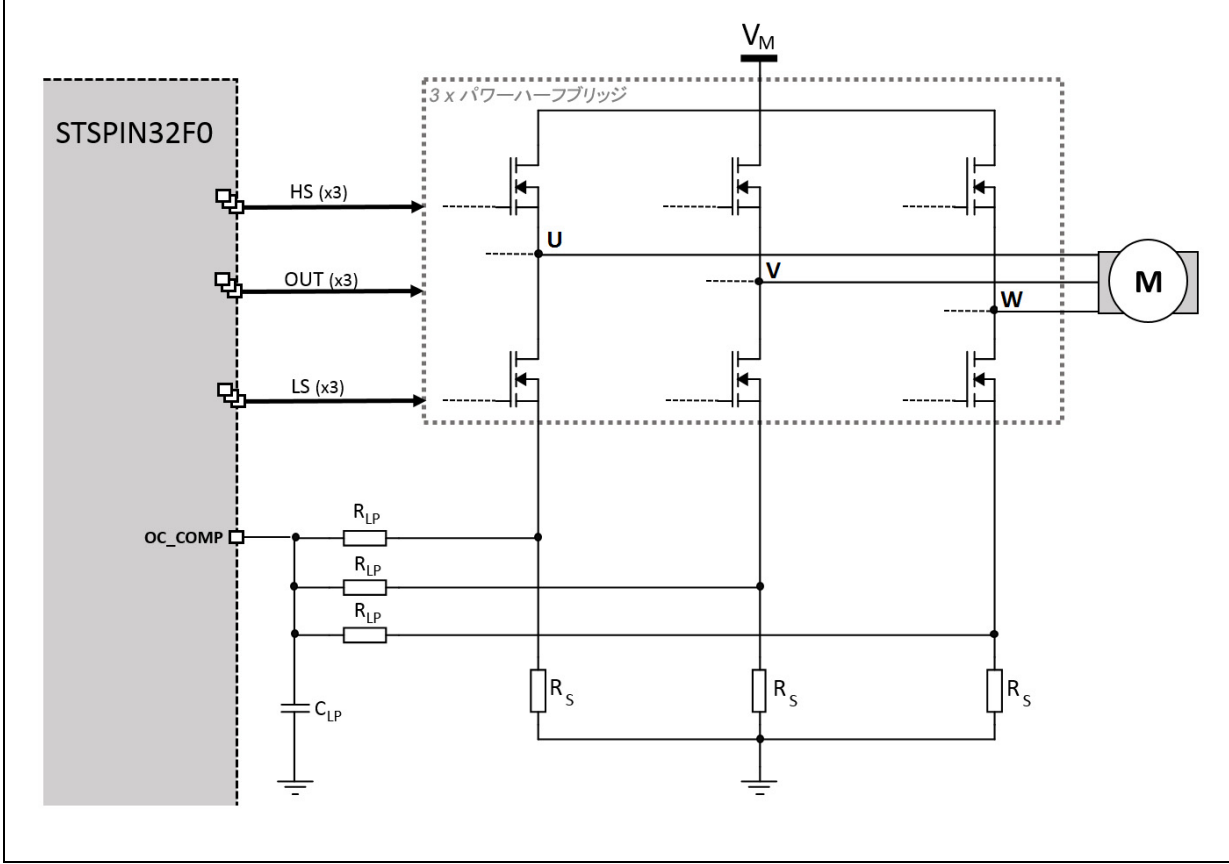 V_M
3 x パワーハーフブリッジ
STSPIN32F0
HS (x3)
U
OUT (x3)
V
M
W
LS (x3)
R_LP
OC_COMP
R_LP
R_LP
R_S
R_S
R_S
C_LP